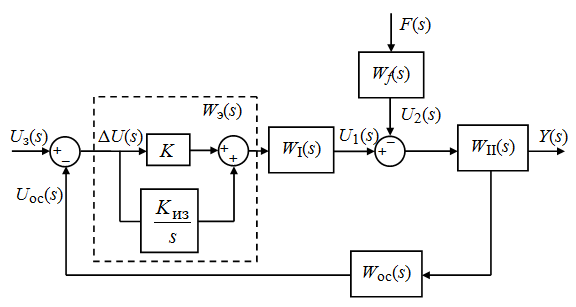 F(s)
W_f(s)
W_э(s)
U_з(s)
ΔU(s)
U_1(s)
U_2(s)
Y(s)
+
−
K
+
+
W_I(s)
+
−
W_II(s)
U_ос(s)
K_из
s
W_ос(s)